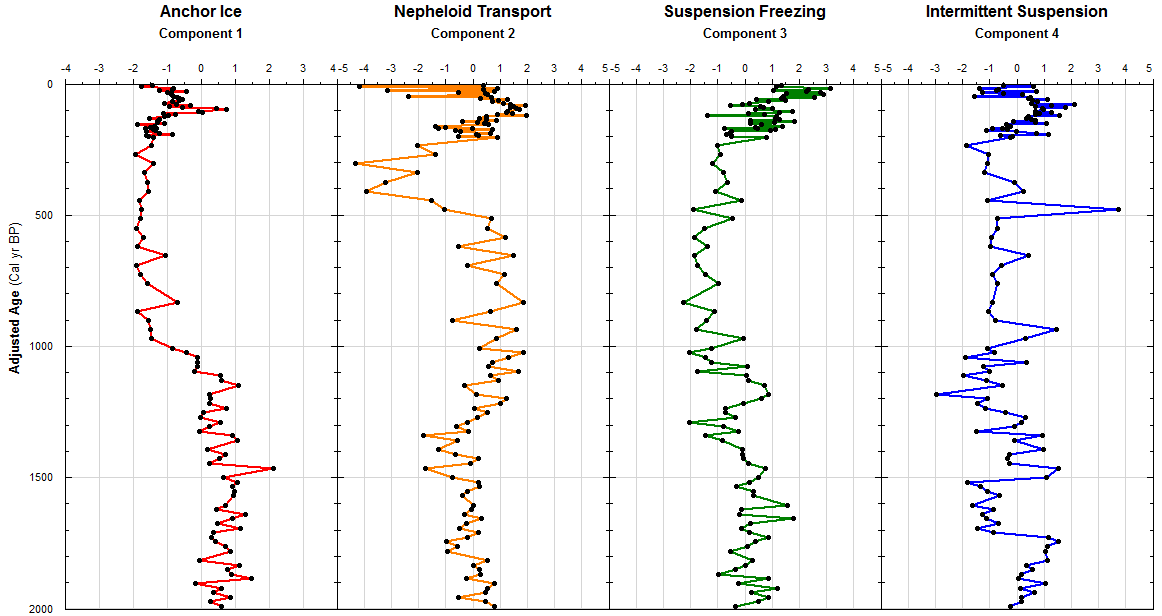 Anchor Ice Nepheloid Transport Suspension Freezing Intermittent Suspension
Component 1 Component 2 Component 3 Component 4
-4 -3 -2 -1 0 1 2 3 4 -5 -4 -3 -2 -1 0 1 2 3 4 5 -5 -4 -3 -2 -1 0 1 2 3 4 5 -5 -4 -3 -2 -1 0 1 2 3 4 5
0
500
1000
1500
2000
Adjusted Age (Cal yr BP)